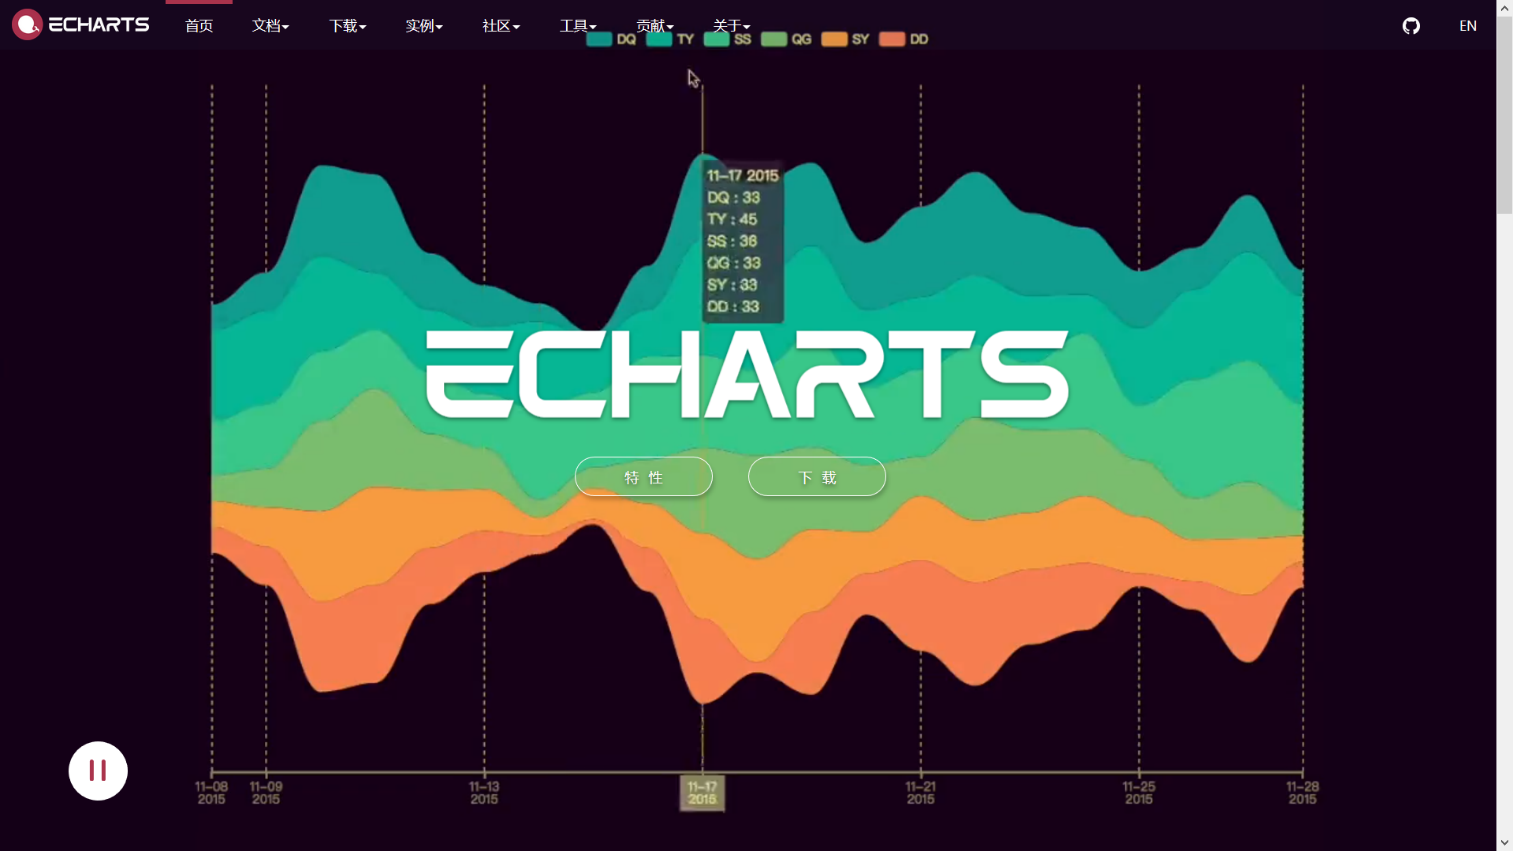 ECHARTS 首页 文档 下载 实例 社区 工具 贡献 关于 EN
DQ TY SS QG SY DD
11-17 2015
DQ : 33
TY : 45
SS : 36
QG : 33
SY : 33
DD : 33
ECHARTS
特 性 下 载
11-08 11-09 11-13 11-17 11-21 11-25 11-28
2015 2015 2015 2015 2015 2015 2015